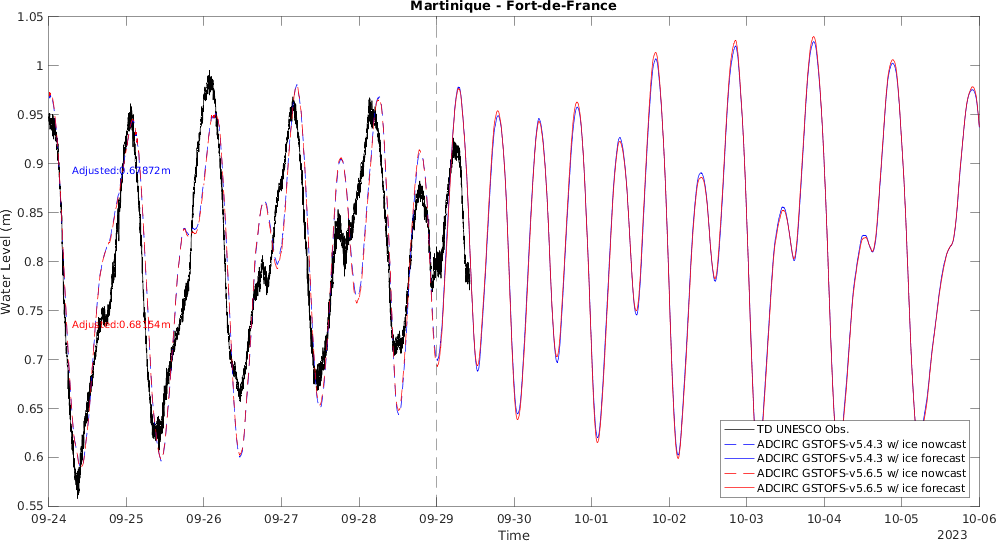 Martinique - Fort-de-France
1.05
1
0.95
0.9
0.85
0.8
0.75
0.7
0.65
0.6
0.55
Water Level (m)
Adjusted:0.67872m
Adjusted:0.68154m
TD UNESCO Obs.
ADCIRC GSTOFS-v5.4.3 w/ ice nowcast
ADCIRC GSTOFS-v5.4.3 w/ ice forecast
ADCIRC GSTOFS-v5.6.5 w/ ice nowcast
ADCIRC GSTOFS-v5.6.5 w/ ice forecast
09-24 09-25 09-26 09-27 09-28 09-29 09-30 10-01 10-02 10-03 10-04 10-05 10-06
Time
2023